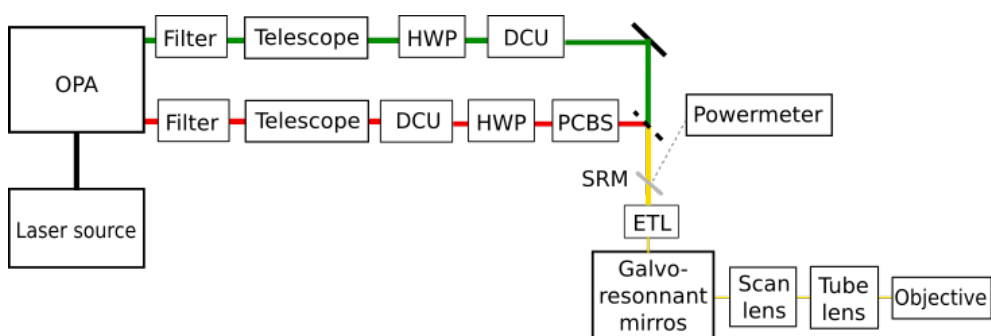 OPA
Filter
Telescope
HWP
DCU
Filter
Telescope
DCU
HWP
PCBS
Powermeter
SRM
Laser source
ETL
Galvo-
resonnant
mirros
Scan
lens
Tube
lens
Objective